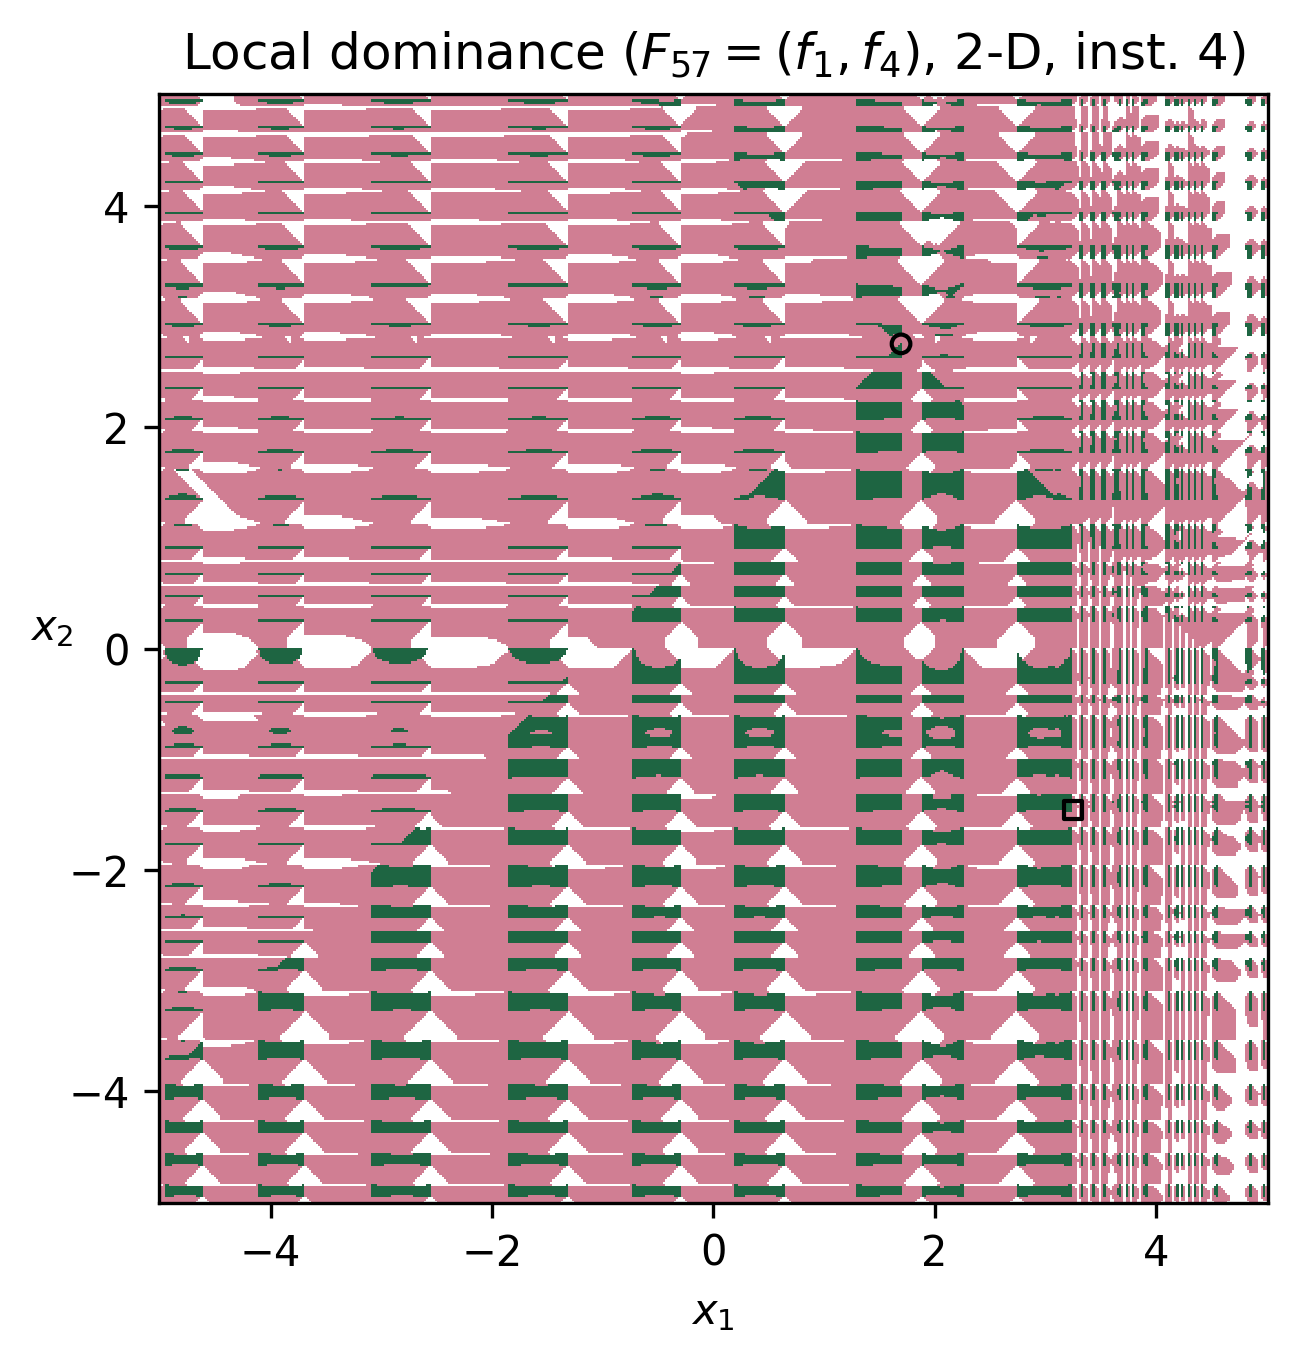 Local dominance (F₅₇ = (f₁, f₄), 2-D, inst. 4)
4
2
x₂
0
−2
−4
−4 −2 0 2 4
x₁